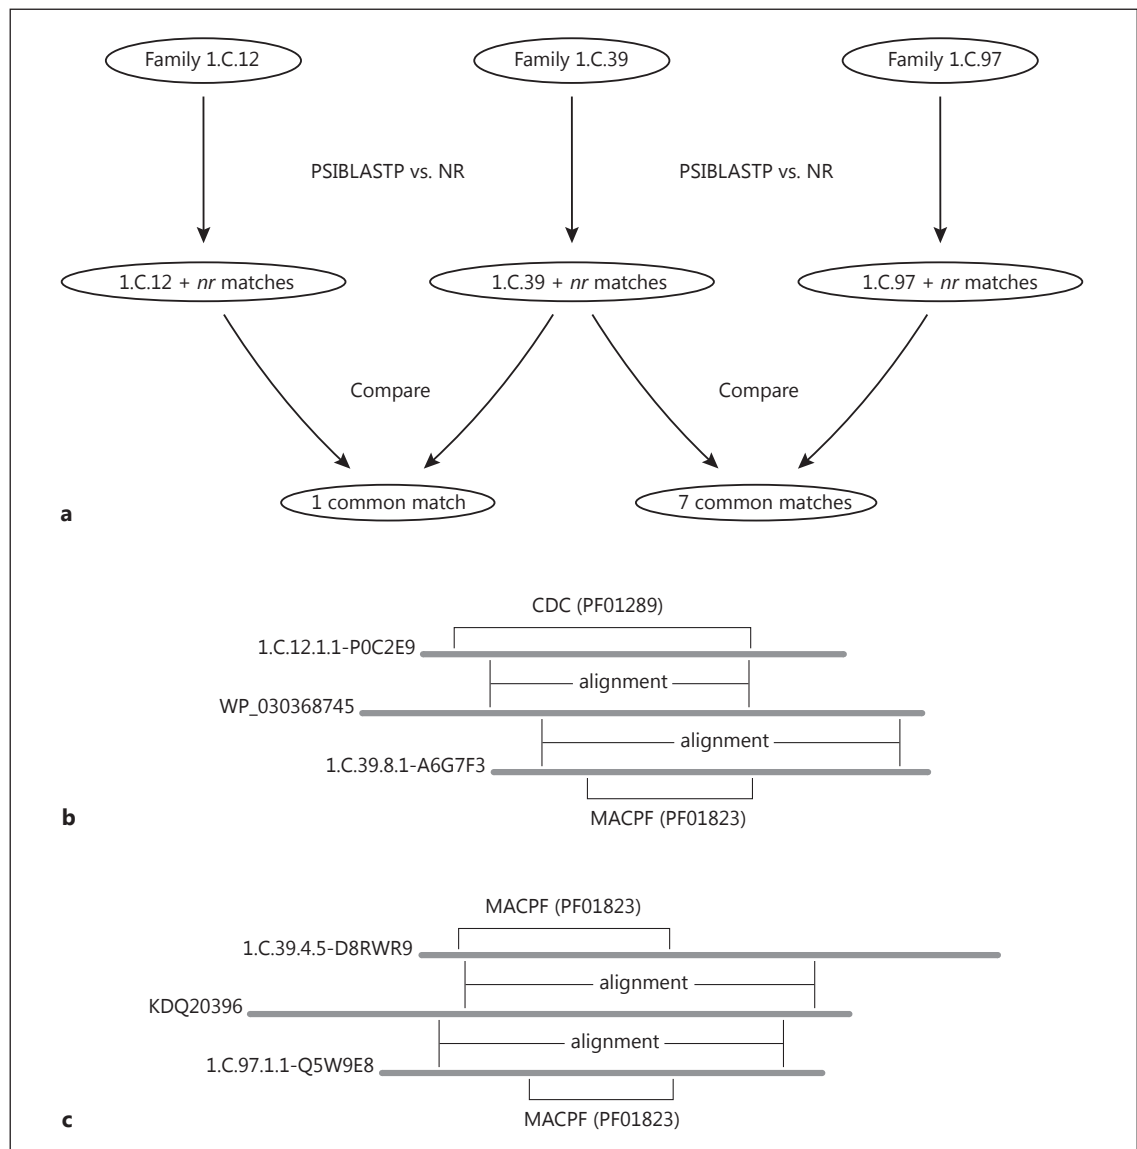 Family 1.C.12
Family 1.C.39
Family 1.C.97
PSIBLASTP vs. NR
PSIBLASTP vs. NR
1.C.12 + nr matches
1.C.39 + nr matches
1.C.97 + nr matches
Compare
Compare
1 common match
7 common matches
a
CDC (PF01289)
1.C.12.1.1-P0C2E9
alignment
WP_030368745
alignment
1.C.39.8.1-A6G7F3
MACPF (PF01823)
b
MACPF (PF01823)
1.C.39.4.5-D8RWR9
alignment
KDQ20396
alignment
1.C.97.1.1-Q5W9E8
MACPF (PF01823)
c